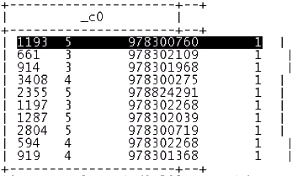 +--------------------+--+
| _c0 |
+--------------------+--+
| 1193 5 978300760 1 |
| 661 3 978302109 1 |
| 914 3 978301968 1 |
| 3408 4 978300275 1 |
| 2355 5 978824291 1 |
| 1197 3 978302268 1 |
| 1287 5 978302039 1 |
| 2804 5 978300719 1 |
| 594 4 978302268 1 |
| 919 4 978301368 1 |
+--------------------+--+